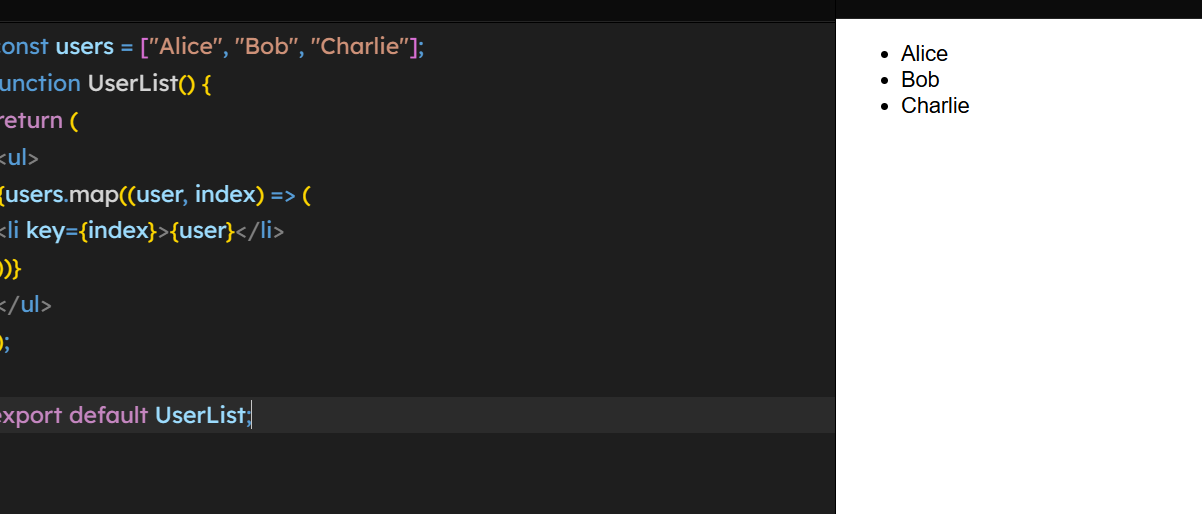 onst users = ["Alice", "Bob", "Charlie"];
unction UserList() {
return (
<ul>
{users.map((user, index) => (
<li key={index}>{user}</li>
))}
</ul>
);
export default UserList;
Alice
Bob
Charlie